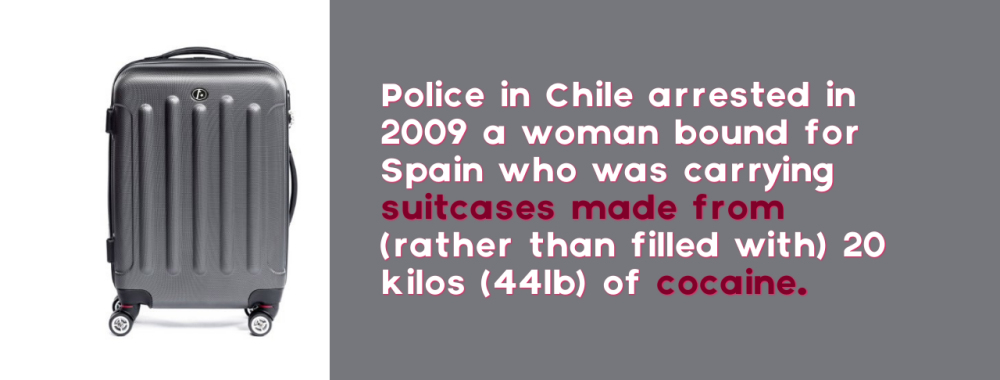 Police in Chile arrested in
2009 a woman bound for
Spain who was carrying
suitcases made from
(rather than filled with) 20
kilos (44lb) of cocaine.